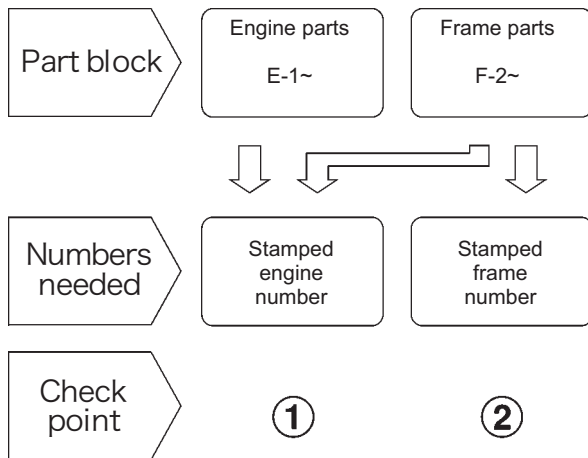 Part block
Engine parts
E-1~
Frame parts
F-2~
Numbers
needed
Stamped
engine
number
Stamped
frame
number
Check
point
①
②